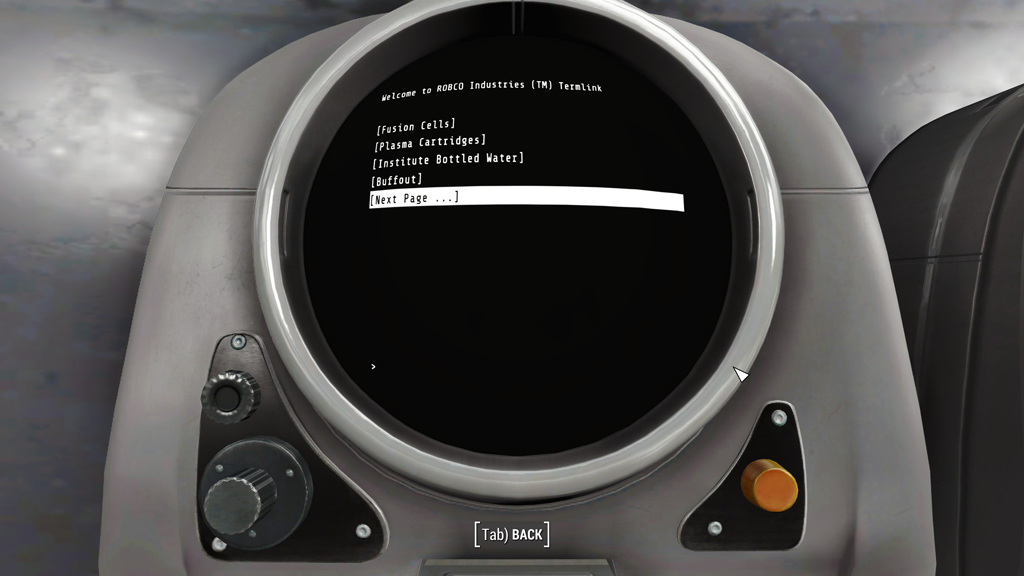 Welcome to ROBCO Industries (TM) Termlink
[Fusion Cells]
[Plasma Cartridges]
[Institute Bottled Water]
[Buffout]
[Next Page ...]
>
[Tab) BACK]